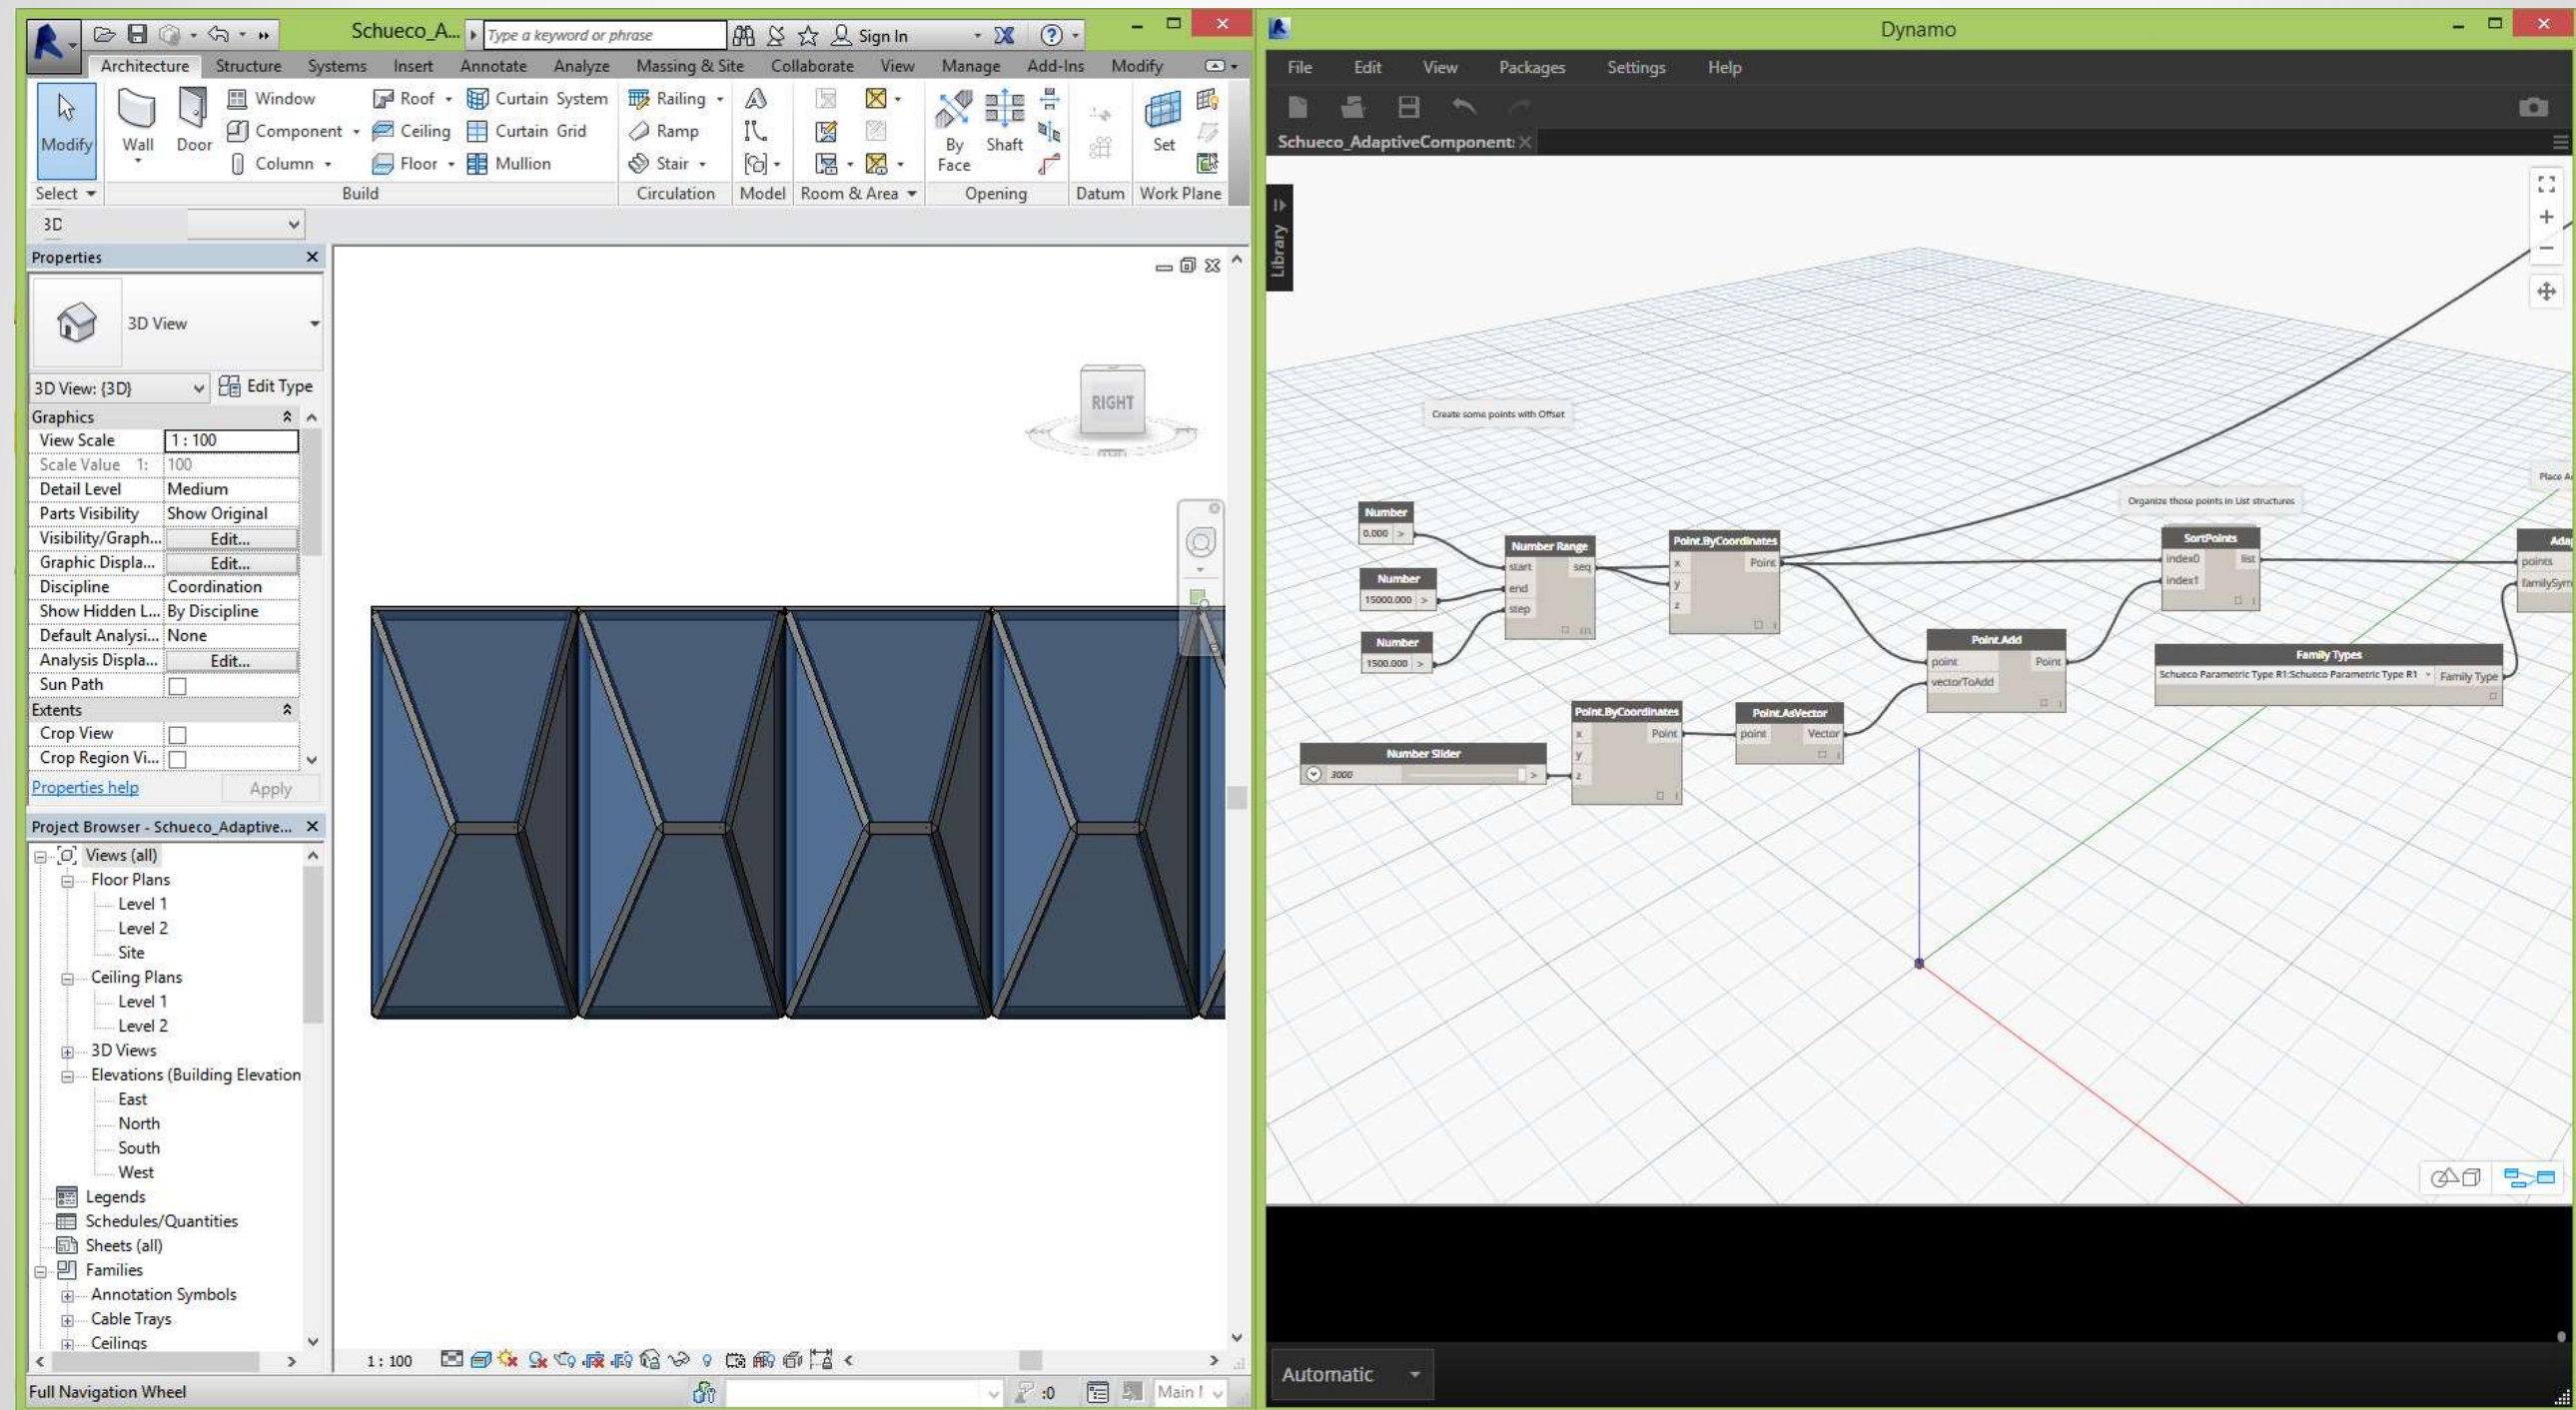 Schueco_A...
Type a keyword or phrase
Sign In
Architecture Structure Systems Insert Annotate Analyze Massing & Site Collaborate View Manage Add-Ins Modify
Modify
Wall
Door
Window
Component
Column
Roof
Ceiling
Floor
Curtain System
Curtain Grid
Mullion
Railing
Ramp
Stair
By
Face
Shaft
Set
Select
Build
Circulation
Model
Room & Area
Opening
Datum
Work Plane
3D
Properties
3D View
3D View: {3D}
Edit Type
Graphics
View Scale 1 : 100
Scale Value 1: 100
Detail Level Medium
Parts Visibility Show Original
Visibility/Graph... Edit...
Graphic Displa... Edit...
Discipline Coordination
Show Hidden L... By Discipline
Default Analysi... None
Analysis Displa... Edit...
Sun Path
Extents
Crop View
Crop Region Vi...
Properties help
Apply
Project Browser - Schueco_Adaptive...
Views (all)
Floor Plans
Level 1
Level 2
Site
Ceiling Plans
Level 1
Level 2
3D Views
Elevations (Building Elevation
East
North
South
West
Legends
Schedules/Quantities
Sheets (all)
Families
Annotation Symbols
Cable Trays
Ceilings
RIGHT
1 : 100
Full Navigation Wheel
:0
Main
Dynamo
File Edit View Packages Settings Help
Schueco_AdaptiveComponent
Library
Create some points with Offset
Number
0.000 >
Number
15000.000 >
Number
1500.000 >
Number Range
start seq
end
step
Point.ByCoordinates
x Point
y
z
Organize those points in List structures
SortPoints
index0 list
index1
Place
Ada
points
familySym
Point.Add
point Point
vectorToAdd
Family Types
Schueco Parametric Type R1:Schueco Parametric Type R1 Family Type
Number Slider
3000 >
Point.ByCoordinates
x Point
y
z
Point.AsVector
point Vector
Automatic